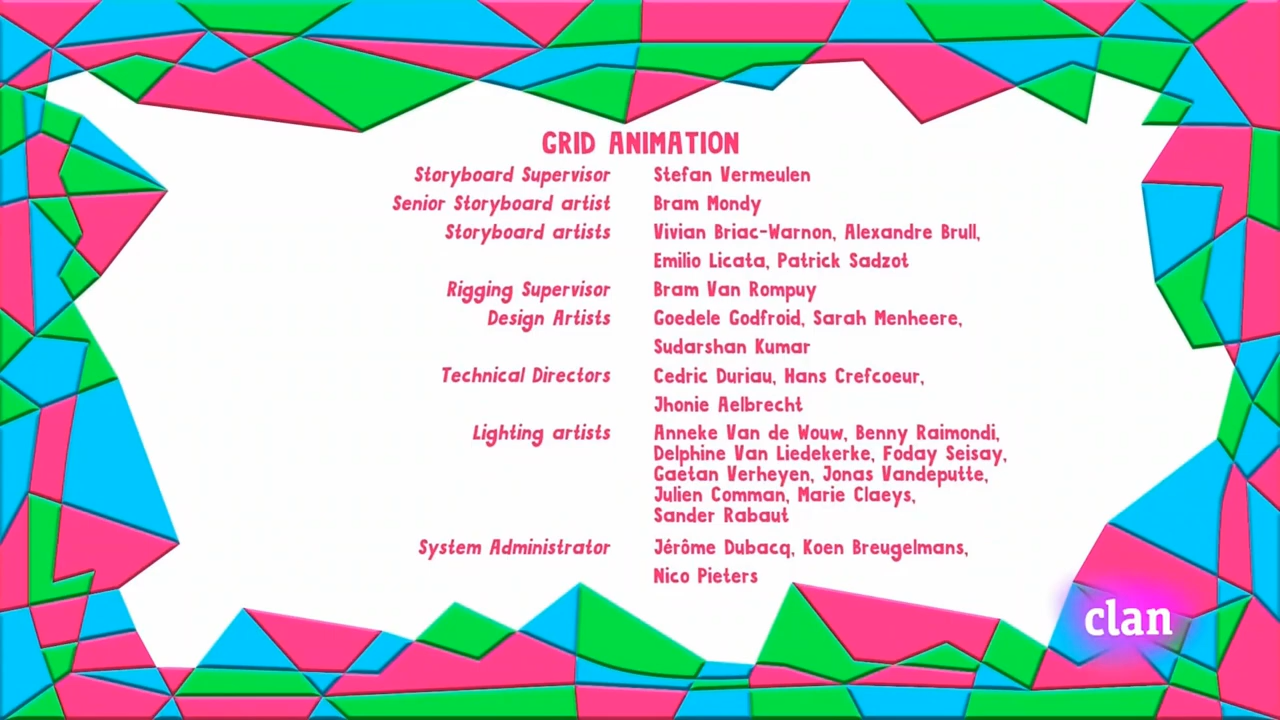 GRID ANIMATION
Storyboard Supervisor Stefan Vermeulen
Senior Storyboard artist Bram Mondy
Storyboard artists Vivian Briac-Warnon, Alexandre Brull,
Emilio Licata, Patrick Sadzot
Rigging Supervisor Bram Van Rompuy
Design Artists Goedele Godfroid, Sarah Menheere,
Sudarshan Kumar
Technical Directors Cedric Duriau, Hans Crefcoeur,
Jhonie Aelbrecht
Lighting artists Anneke Van de Wouw, Benny Raimondi,
Delphine Van Liedekerke, Foday Seisay,
Gaetan Verheyen, Jonas Vandeputte,
Julien Comman, Marie Claeys,
Sander Rabaut
System Administrator Jérôme Dubacq, Koen Breugelmans,
Nico Pieters
clan